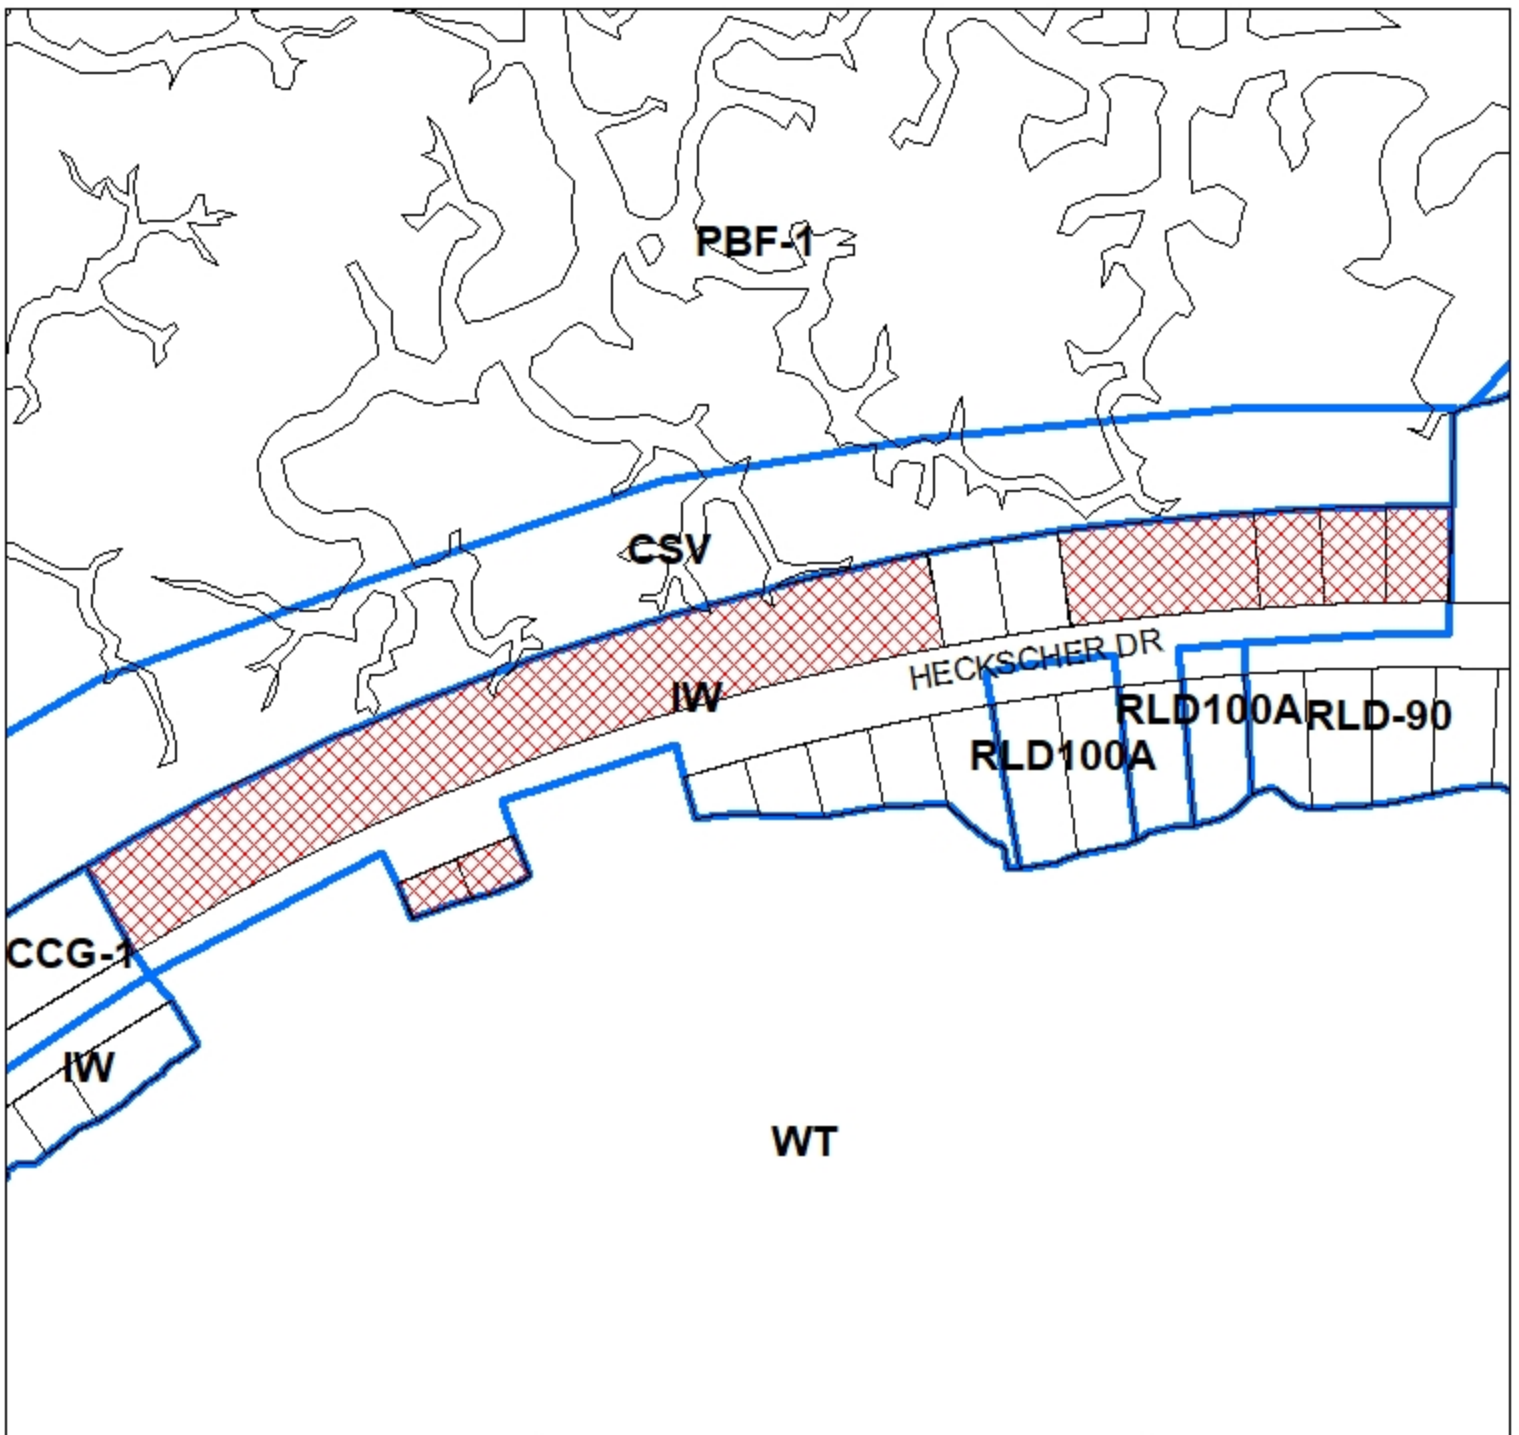 PBF-1
CSV
HECKSCHER DR
IW
RLD100A
RLD-90
RLD100A
CCG-1
IW
WT